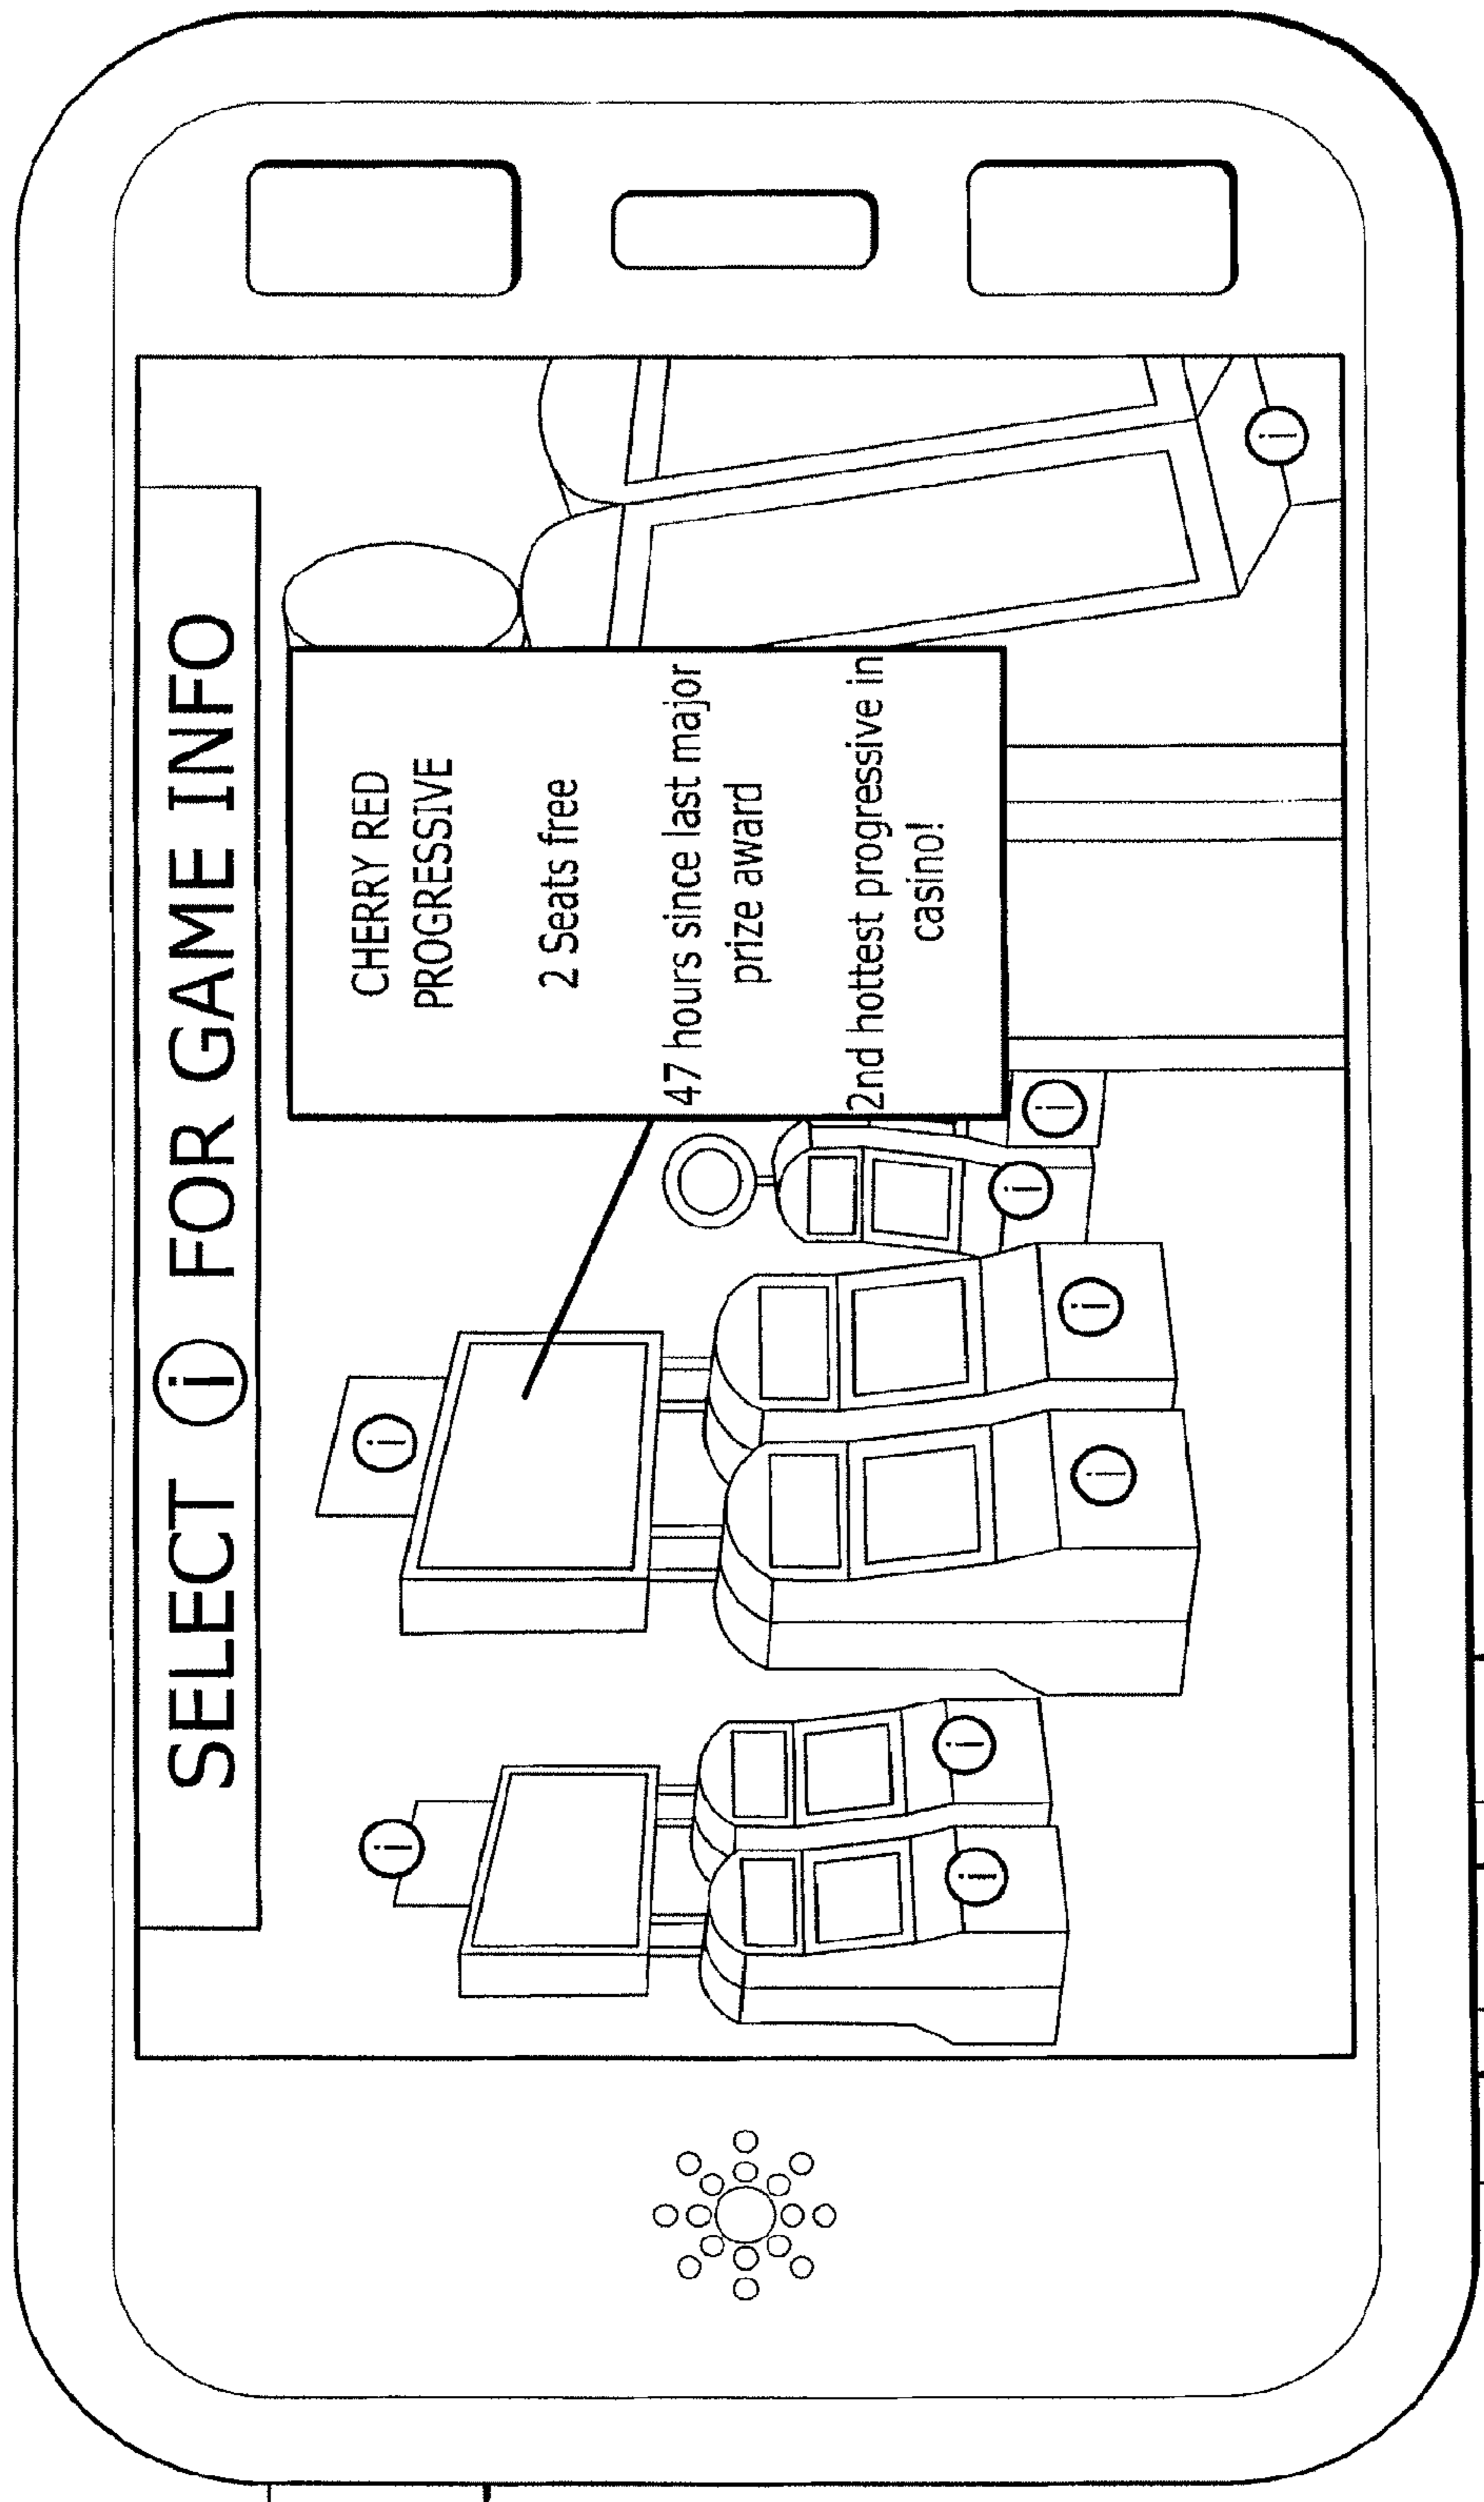 SELECT i FOR GAME INFO
CHERRY RED
PROGRESSIVE
2 Seats free
47 hours since last major
prize award
2nd hottest progressive in
casino!
i
i
i
i
i
i
i
i
i